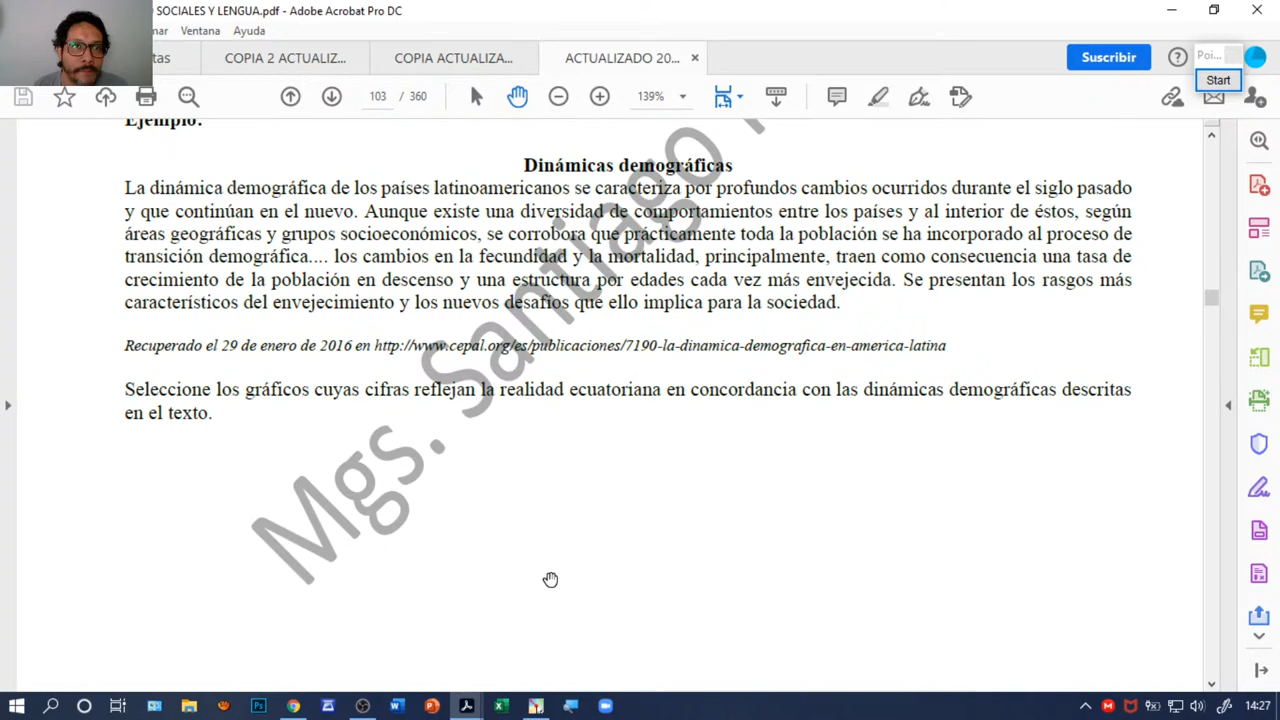 SOCIALES Y LENGUA.pdf - Adobe Acrobat Pro DC
Ventana Ayuda
COPIA 2 ACTUALIZ...
COPIA ACTUALIZA...
ACTUALIZADO 20...
Suscribir
Poi...
Start
103 / 360
139%
Ejemplo:
Dinámicas demográficas
La dinámica demográfica de los países latinoamericanos se caracteriza por profundos cambios ocurridos durante el siglo pasado
y que continúan en el nuevo. Aunque existe una diversidad de comportamientos entre los países y al interior de éstos, según
áreas geográficas y grupos socioeconómicos, se corrobora que prácticamente toda la población se ha incorporado al proceso de
transición demográfica.... los cambios en la fecundidad y la mortalidad, principalmente, traen como consecuencia una tasa de
crecimiento de la población en descenso y una estructura por edades cada vez más envejecida. Se presentan los rasgos más
característicos del envejecimiento y los nuevos desafíos que ello implica para la sociedad.
Recuperado el 29 de enero de 2016 en http://www.cepal.org/es/publicaciones/7190-la-dinamica-demografica-en-america-latina
Seleccione los gráficos cuyas cifras reflejan la realidad ecuatoriana en concordancia con las dinámicas demográficas descritas
en el texto.
Mgs. Santiago
14:27